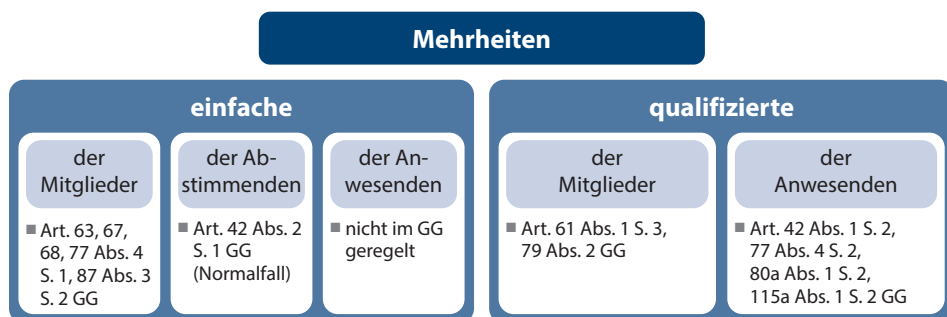 Mehrheiten
einfache
der
Mitglieder
■ Art. 63, 67,
68, 77 Abs. 4
S. 1, 87 Abs. 3
S. 2 GG
der Ab-
stimmenden
■ Art. 42 Abs. 2
S. 1 GG
(Normalfall)
der An-
wesenden
■ nicht im GG
geregelt
qualifizierte
der
Mitglieder
■ Art. 61 Abs. 1 S. 3,
79 Abs. 2 GG
der
Anwesenden
■ Art. 42 Abs. 1 S. 2,
77 Abs. 4 S. 2,
80a Abs. 1 S. 2,
115a Abs. 1 S. 2 GG